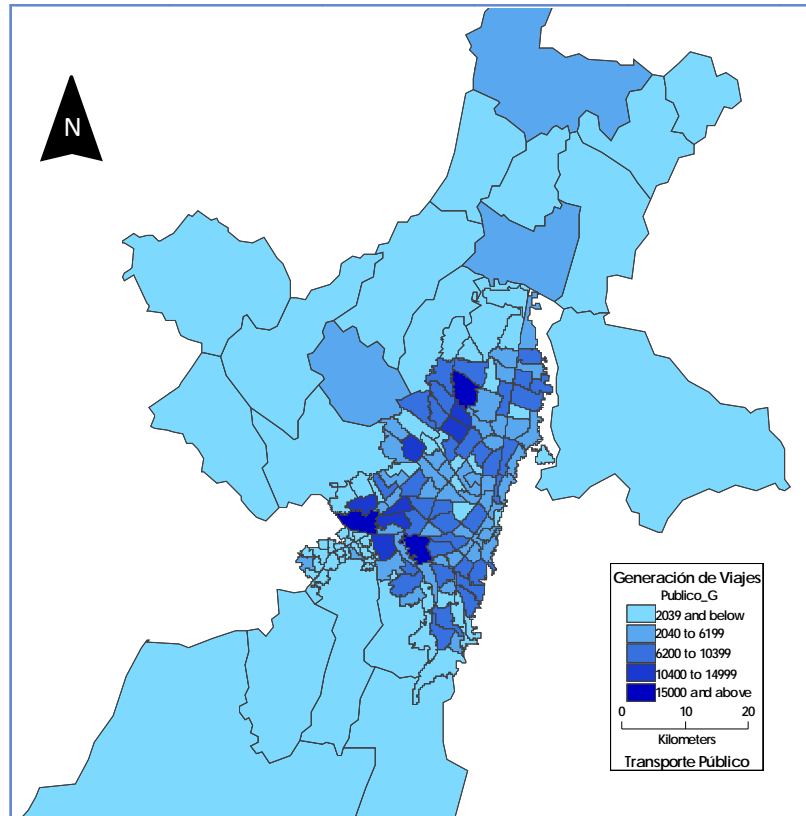 N
Generación de Viajes
Publico_G
2039 and below
2040 to 6199
6200 to 10399
10400 to 14999
15000 and above
0 10 20
Kilometers
Transporte Público